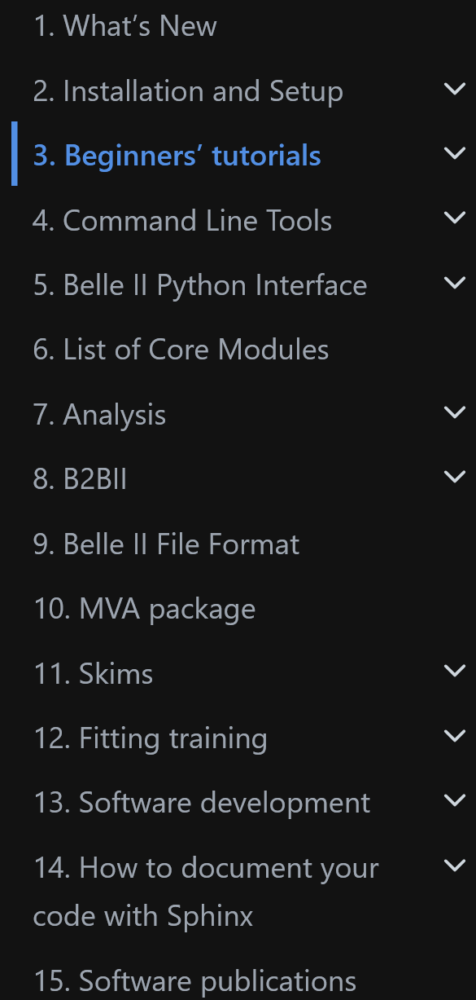 1. What’s New
2. Installation and Setup
3. Beginners’ tutorials
4. Command Line Tools
5. Belle II Python Interface
6. List of Core Modules
7. Analysis
8. B2BII
9. Belle II File Format
10. MVA package
11. Skims
12. Fitting training
13. Software development
14. How to document your
code with Sphinx
15. Software publications